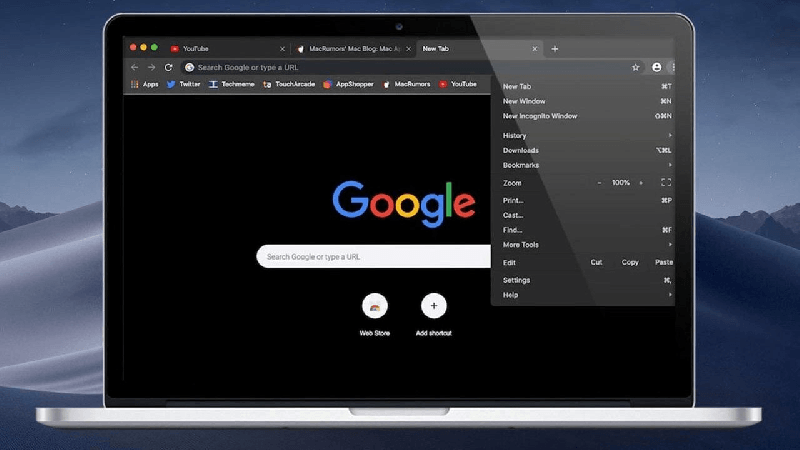 YouTube
MacRumors' Mac Blog: Mac Ap
New Tab
Search Google or type a URL
Apps Twitter Techmeme TouchArcade AppShopper MacRumors YouTube
New Tab ⌘T
New Window ⌘N
New Incognito Window ⇧⌘N
History
Downloads ⌥⌘L
Bookmarks
Zoom - 100% +
Print... ⌘P
Cast...
Find... ⌘F
More Tools
Edit Cut Copy Paste
Settings ⌘,
Help
Google
Search Google or type a URL
Web Store Add shortcut